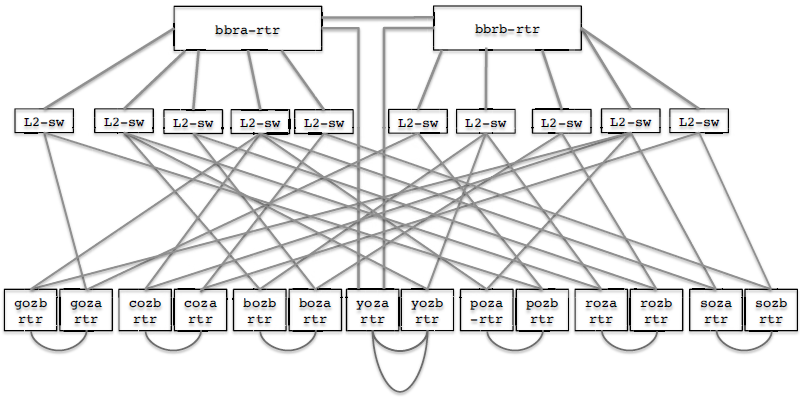 bbra-rtr bbrb-rtr
L2-sw L2-sw L2-sw L2-sw L2-sw L2-sw L2-sw L2-sw L2-sw L2-sw
gozb goza cozb coza bozb boza yoza yozb poza pozb roza rozb soza sozb
rtr rtr rtr rtr rtr rtr rtr rtr -rtr rtr rtr rtr rtr rtr